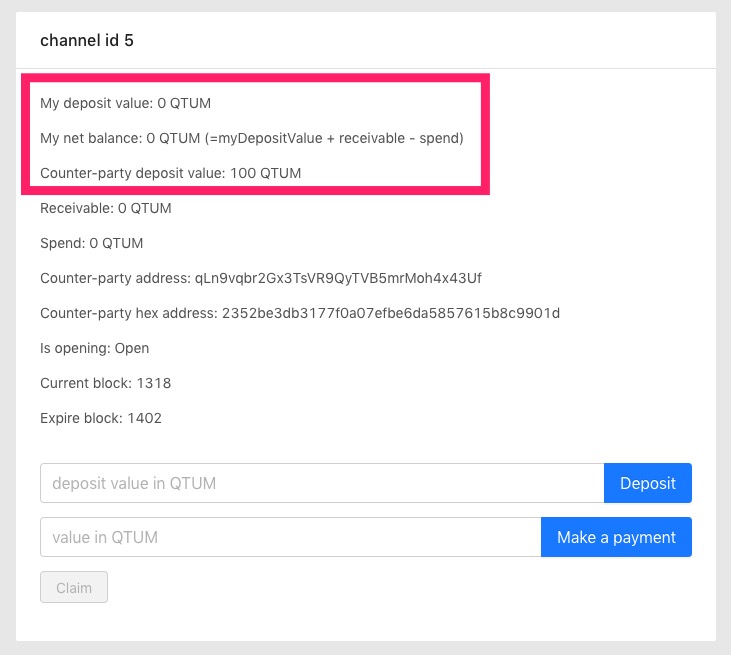 channel id 5
My deposit value: 0 QTUM
My net balance: 0 QTUM (=myDepositValue + receivable - spend)
Counter-party deposit value: 100 QTUM
Receivable: 0 QTUM
Spend: 0 QTUM
Counter-party address: qLn9vqbr2Gx3TsVR9QyTVB5mrMoh4x43Uf
Counter-party hex address: 2352be3db3177f0a07efbe6da5857615b8c9901d
Is opening: Open
Current block: 1318
Expire block: 1402
deposit value in QTUM
Deposit
value in QTUM
Make a payment
Claim